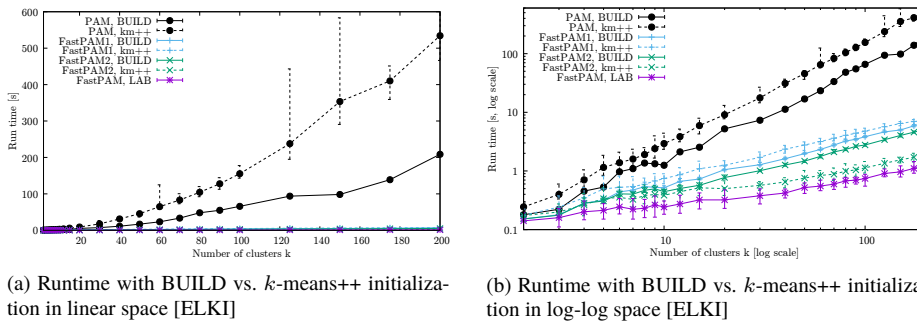 600
500
400
300
200
100
0
Run time [s]
PAM, BUILD
PAM, km++
FastPAM1, BUILD
FastPAM1, km++
FastPAM2, BUILD
FastPAM2, km++
FastPAM, LAB
20 40 60 80 100 120 140 160 180 200
Number of clusters k
(a) Runtime with BUILD vs. k-means++ initializa-
tion in linear space [ELKI]
100
10
1
0.1
Run time [s, log scale]
PAM, BUILD
PAM, km++
FastPAM1, BUILD
FastPAM1, km++
FastPAM2, BUILD
FastPAM2, km++
FastPAM, LAB
10 100
Number of clusters k [log scale]
(b) Runtime with BUILD vs. k-means++ initializa
tion in log-log space [ELKI]